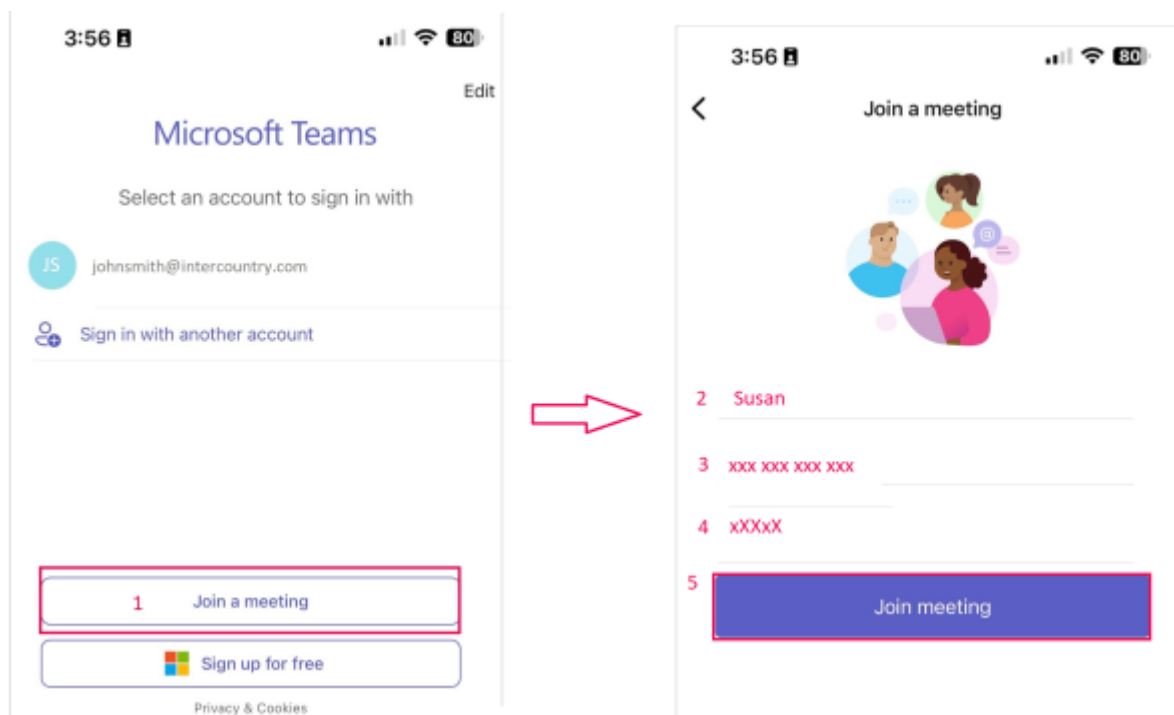 3:56 80
Edit
Microsoft Teams
Select an account to sign in with
JS johnsmith@intercountry.com
Sign in with another account
1 Join a meeting
Sign up for free
Privacy & Cookies
3:56 80
Join a meeting
@
2 Susan
3 xxx xxx xxx xxx
4 xXXxX
5 Join meeting